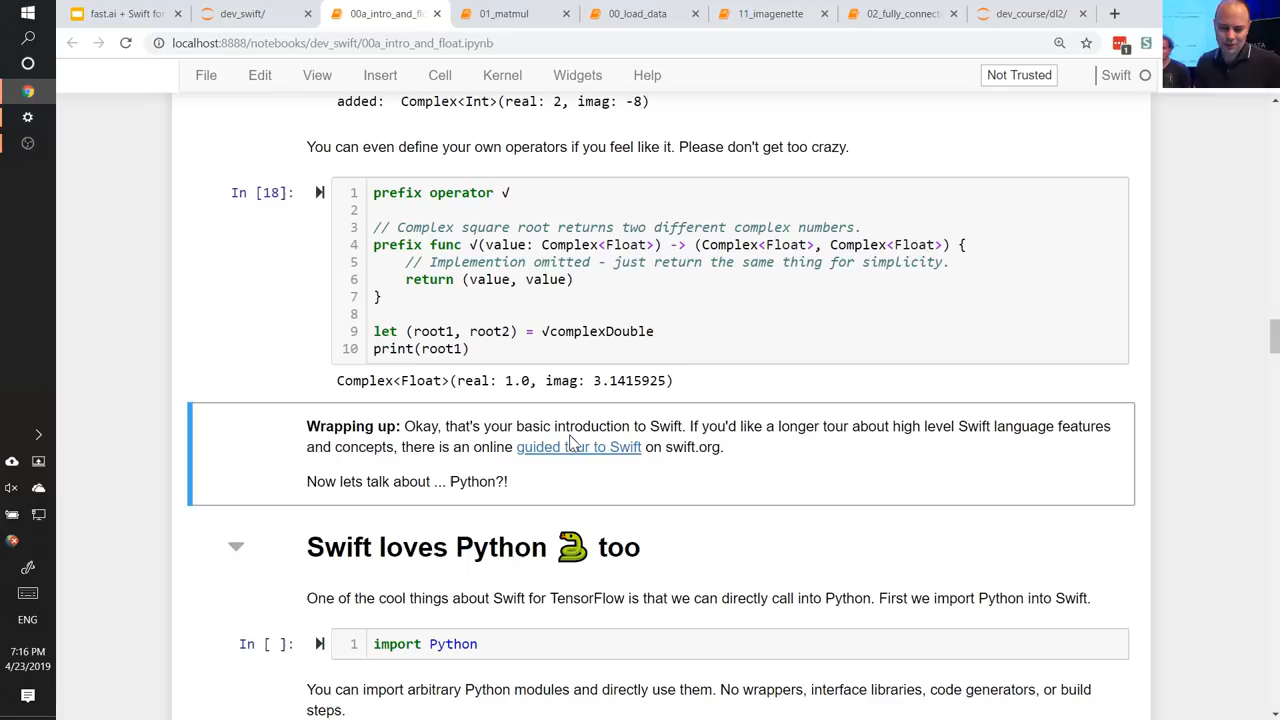 fast.ai • Swift for
dev_swift/
00a_intro_and_fl
01_matmul
00_load_data
11_imagenette
02_fully_connect
dev_course/dl2/
localhost:8888/notebooks/dev_swift/00a_intro_and_float.ipynb
1
S
File Edit View Insert Cell Kernel Widgets Help
Not Trusted
Swift
added: Complex<Int>(real: 2, imag: -8)
You can even define your own operators if you feel like it. Please don't get too crazy.
In [18]:
1 prefix operator √
2
3 // Complex square root returns two different complex numbers.
4 prefix func √(value: Complex<Float>) -> (Complex<Float>, Complex<Float>) {
5 // Implemention omitted - just return the same thing for simplicity.
6 return (value, value)
7 }
8
9 let (root1, root2) = √complexDouble
10 print(root1)
Complex<Float>(real: 1.0, imag: 3.1415925)
Wrapping up: Okay, that's your basic introduction to Swift. If you'd like a longer tour about high level Swift language features
and concepts, there is an online guided tour to Swift on swift.org.
Now lets talk about ... Python?!
Swift loves Python 🐍 too
One of the cool things about Swift for TensorFlow is that we can directly call into Python. First we import Python into Swift.
In [ ]:
1 import Python
You can import arbitrary Python modules and directly use them. No wrappers, interface libraries, code generators, or build
steps.
ENG
7:16 PM
4/23/2019